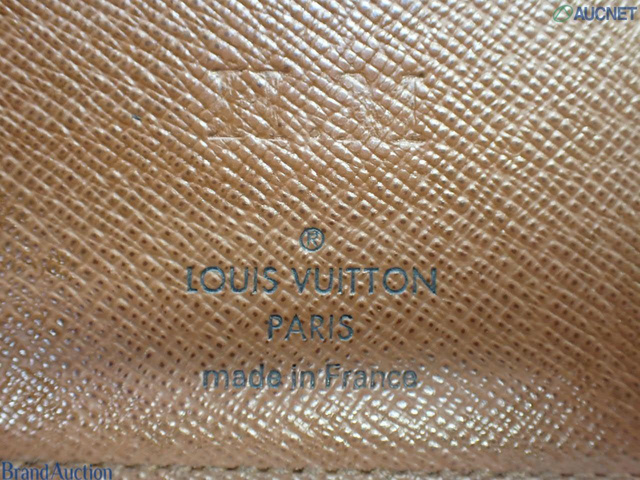 AUCNET
®
LOUIS VUITTON
PARIS
made in France
BrandAuction